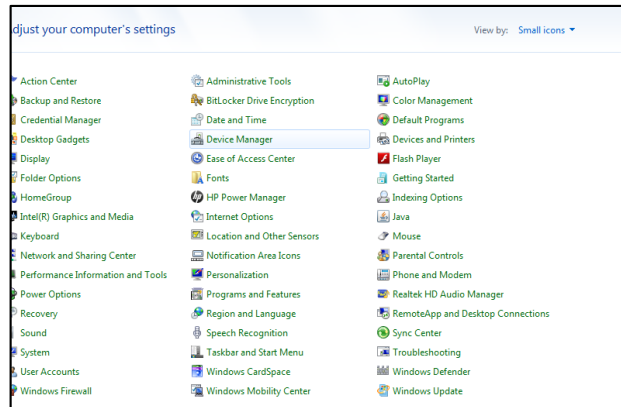 djust your computer's settings
View by: Small icons
Action Center
Administrative Tools
AutoPlay
Backup and Restore
BitLocker Drive Encryption
Color Management
Credential Manager
Date and Time
Default Programs
Desktop Gadgets
Device Manager
Devices and Printers
Display
Ease of Access Center
Flash Player
Folder Options
Fonts
Getting Started
HomeGroup
HP Power Manager
Indexing Options
Intel(R) Graphics and Media
Internet Options
Java
Keyboard
Location and Other Sensors
Mouse
Network and Sharing Center
Notification Area Icons
Parental Controls
Performance Information and Tools
Personalization
Phone and Modem
Power Options
Programs and Features
Realtek HD Audio Manager
Recovery
Region and Language
RemoteApp and Desktop Connections
Sound
Speech Recognition
Sync Center
System
Taskbar and Start Menu
Troubleshooting
User Accounts
Windows CardSpace
Windows Defender
Windows Firewall
Windows Mobility Center
Windows Update